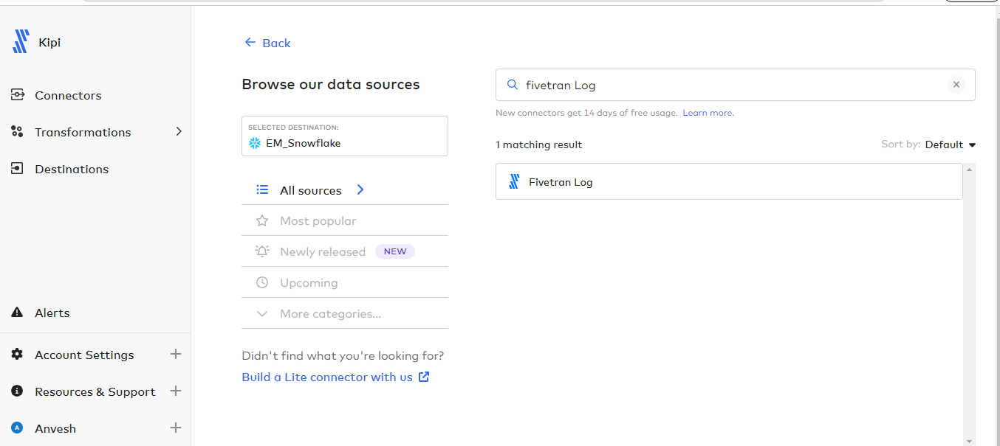 Kipi
Connectors
Transformations
Destinations
Alerts
Account Settings
Resources & Support
A
Anvesh
Back
Browse our data sources
SELECTED DESTINATION:
EM_Snowflake
All sources
Most popular
Newly released NEW
Upcoming
More categories...
Didn't find what you're looking for?
Build a Lite connector with us
fivetran Log
New connectors get 14 days of free usage. Learn more.
1 matching result
Sort by: Default
Fivetran Log